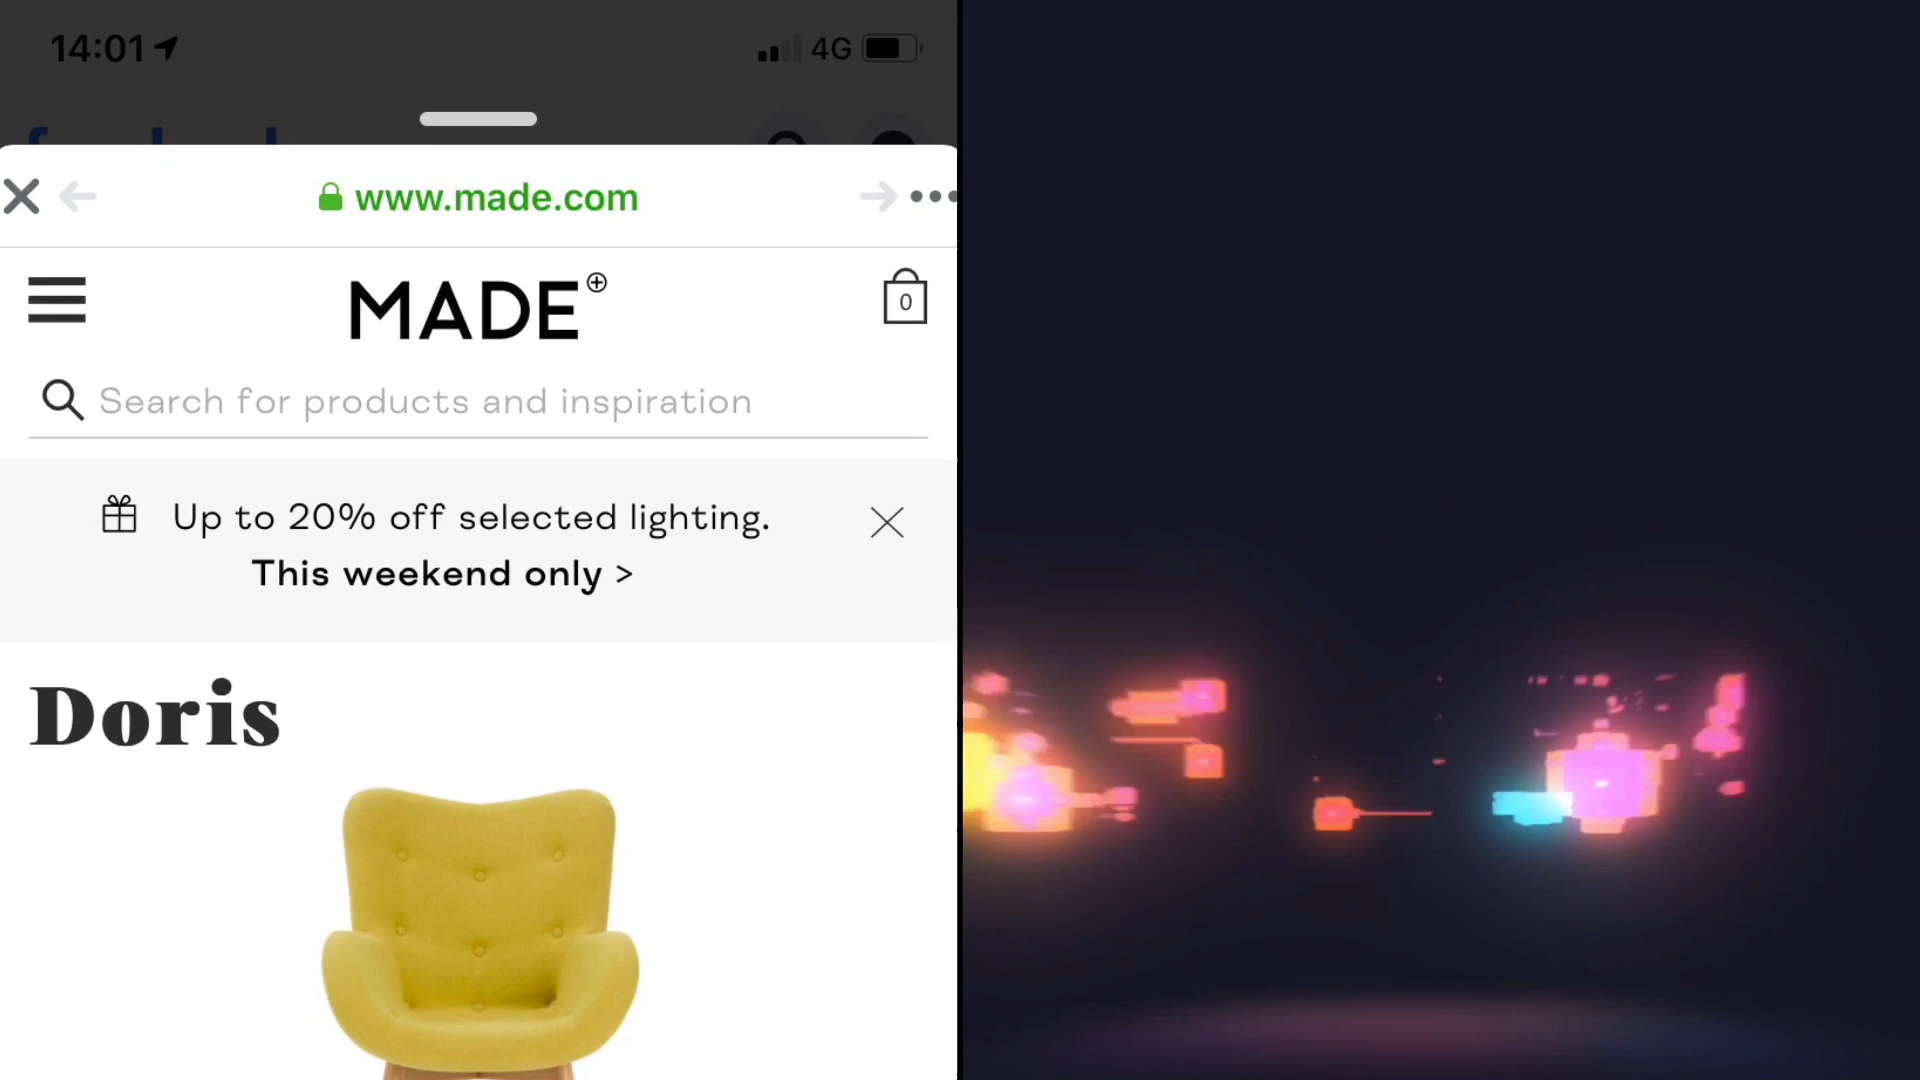 14:01
4G
www.made.com
MADE
0
Search for products and inspiration
Up to 20% off selected lighting.
This weekend only >
Doris